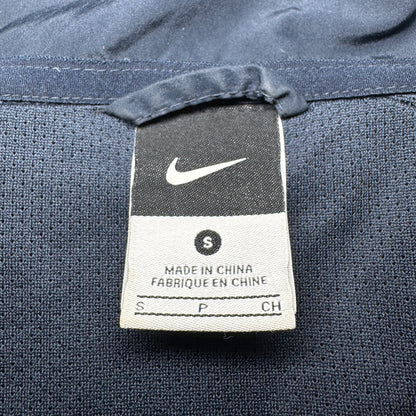 S
MADE IN CHINA
FABRIQUE EN CHINE
S P CH